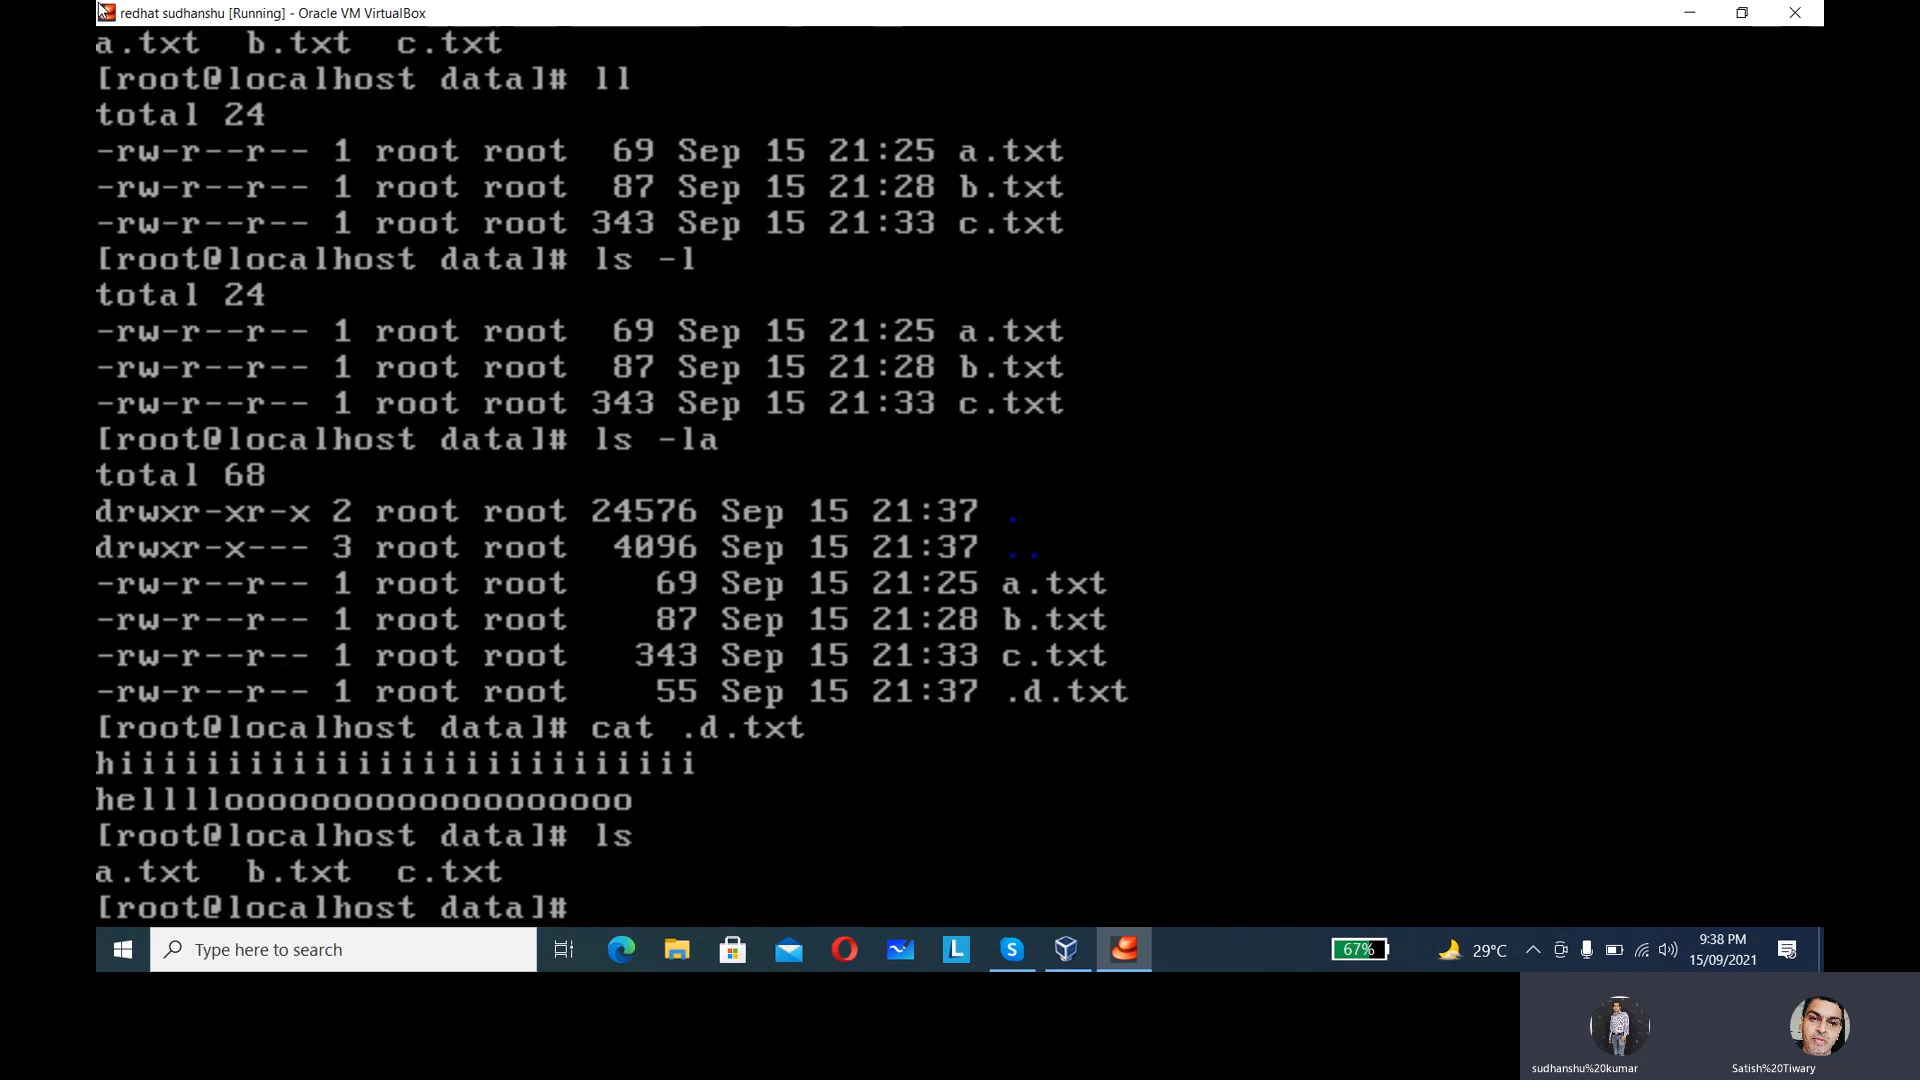 redhat sudhanshu [Running] - Oracle VM VirtualBox
a.txt  b.txt  c.txt
[root@localhost data]# ll
total 24
-rw-r--r-- 1 root root  69 Sep 15 21:25 a.txt
-rw-r--r-- 1 root root  87 Sep 15 21:28 b.txt
-rw-r--r-- 1 root root 343 Sep 15 21:33 c.txt
[root@localhost data]# ls -l
total 24
-rw-r--r-- 1 root root  69 Sep 15 21:25 a.txt
-rw-r--r-- 1 root root  87 Sep 15 21:28 b.txt
-rw-r--r-- 1 root root 343 Sep 15 21:33 c.txt
[root@localhost data]# ls -la
total 68
drwxr-xr-x 2 root root 24576 Sep 15 21:37 .
drwxr-x--- 3 root root  4096 Sep 15 21:37 ..
-rw-r--r-- 1 root root    69 Sep 15 21:25 a.txt
-rw-r--r-- 1 root root    87 Sep 15 21:28 b.txt
-rw-r--r-- 1 root root   343 Sep 15 21:33 c.txt
-rw-r--r-- 1 root root    55 Sep 15 21:37 .d.txt
[root@localhost data]# cat .d.txt
hiiiiiiiiiiiiiiiiiiiiiiiiiii
hellllooooooooooooooooooo
[root@localhost data]# ls
a.txt  b.txt  c.txt
[root@localhost data]#
Type here to search
L
S
67%
29°C
9:38 PM
15/09/2021
sudhanshu%20kumar
Satish%20Tiwary